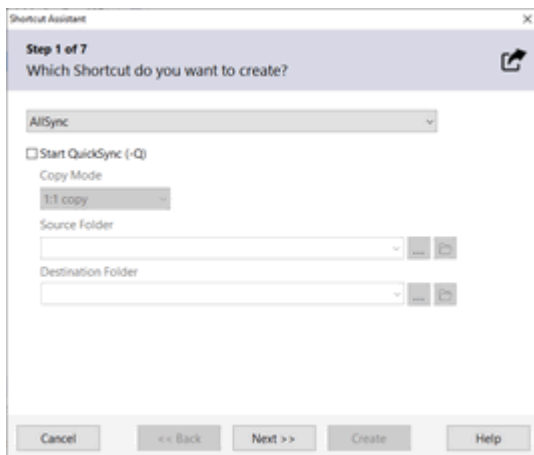 Shortcut Assistant
Step 1 of 7
Which Shortcut do you want to create?
AllSync
Start QuickSync (-Q)
Copy Mode
1:1 copy
Source Folder
...
Destination Folder
...
Cancel
<< Back
Next >>
Create
Help